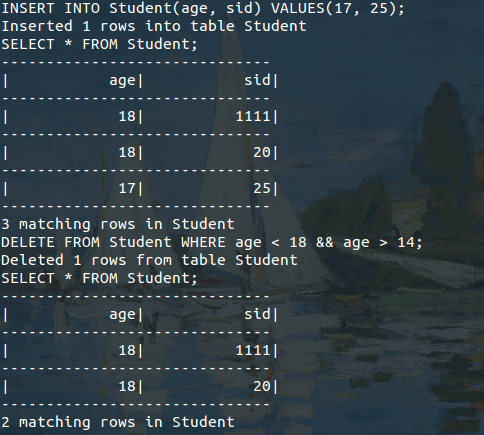 INSERT INTO Student(age, sid) VALUES(17, 25);
Inserted 1 rows into table Student
SELECT * FROM Student;
------------------------------
|           age|           sid|
------------------------------
|            18|          1111|
------------------------------
|            18|            20|
------------------------------
|            17|            25|
------------------------------
3 matching rows in Student
DELETE FROM Student WHERE age < 18 && age > 14;
Deleted 1 rows from table Student
SELECT * FROM Student;
------------------------------
|           age|           sid|
------------------------------
|            18|          1111|
------------------------------
|            18|            20|
------------------------------
2 matching rows in Student